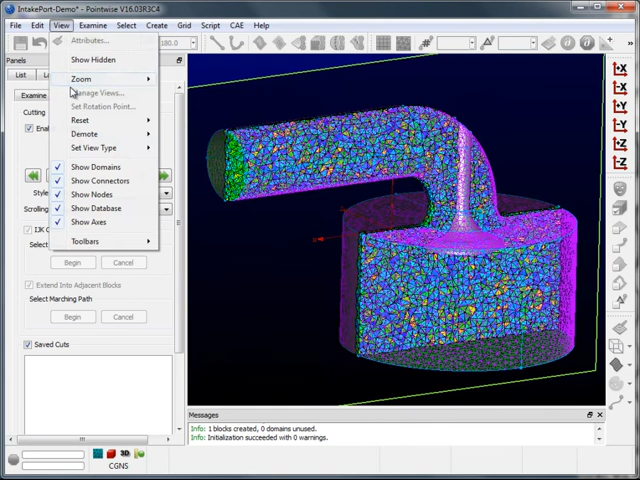 IntakePort-Demo* - Pointwise V16.03R3C4
File Edit View Examine Select Create Grid Script CAE Help
180.0
Attributes...
Show Hidden
Zoom
Manage Views...
Set Rotation Point...
Reset
Demote
Set View Type
Show Domains
Show Connectors
Show Nodes
Show Database
Show Axes
Toolbars
Panels
List
Examine
Cutting
Style
Scrolling
Begin Cancel
Extend Into Adjacent Blocks
Select Marching Path
Begin Cancel
Saved Cuts
+X
-X
+Y
-Y
+Z
-Z
Messages
Info: 1 blocks created, 0 domains unused.
Info: Initialization succeeded with 0 warnings.
3D
CGNS